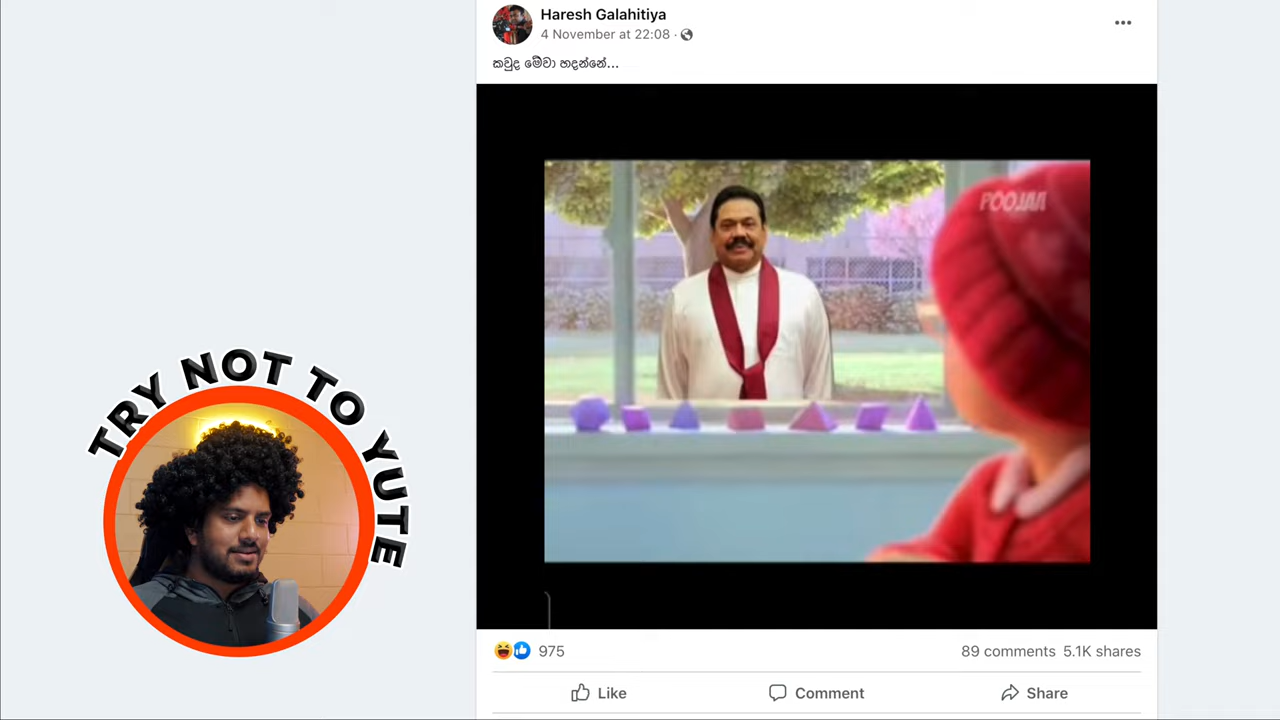 Haresh Galahitiya
4 November at 22:08
කවුද මේවා හදන්නේ...
POOJAA
TRY NOT TO YUTE
975
89 comments 5.1K shares
Like
Comment
Share